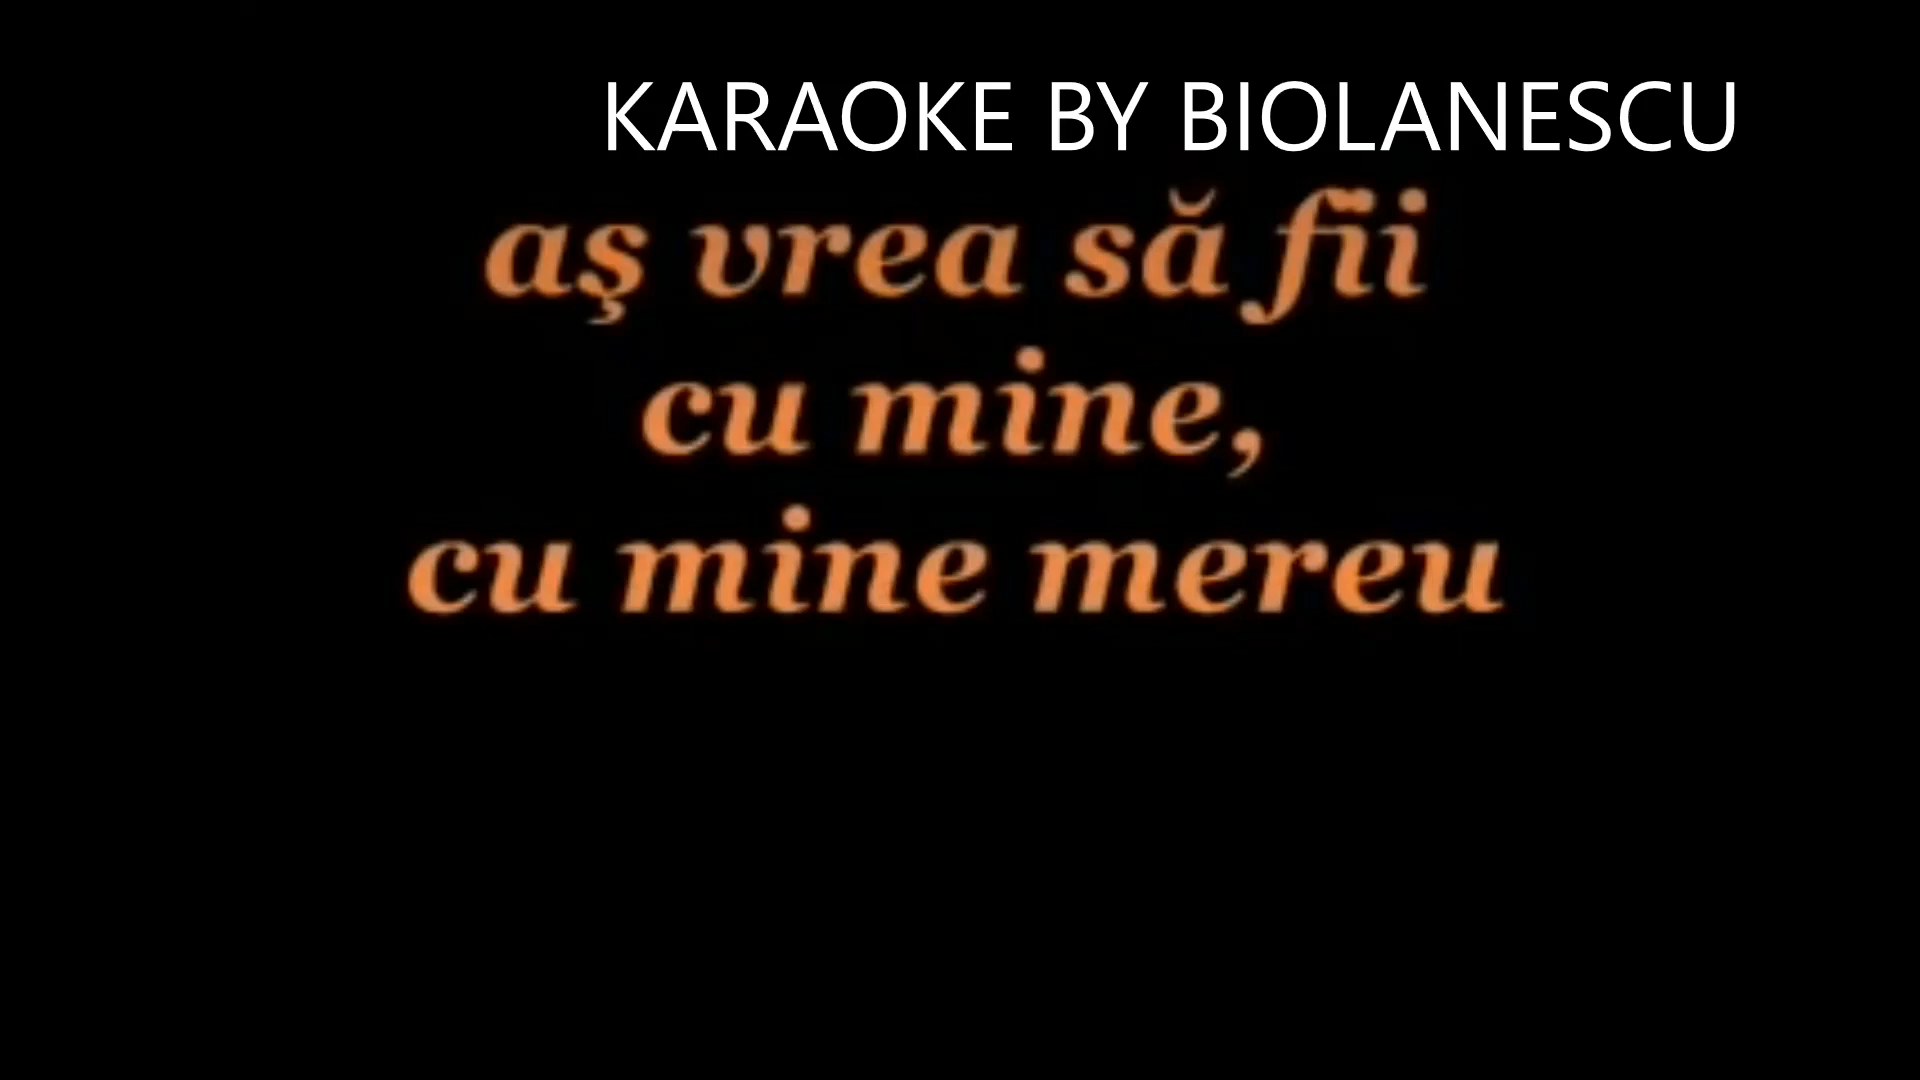 KARAOKE BY BIOLANESCU
aş vrea să fii
cu mine,
cu mine mereu